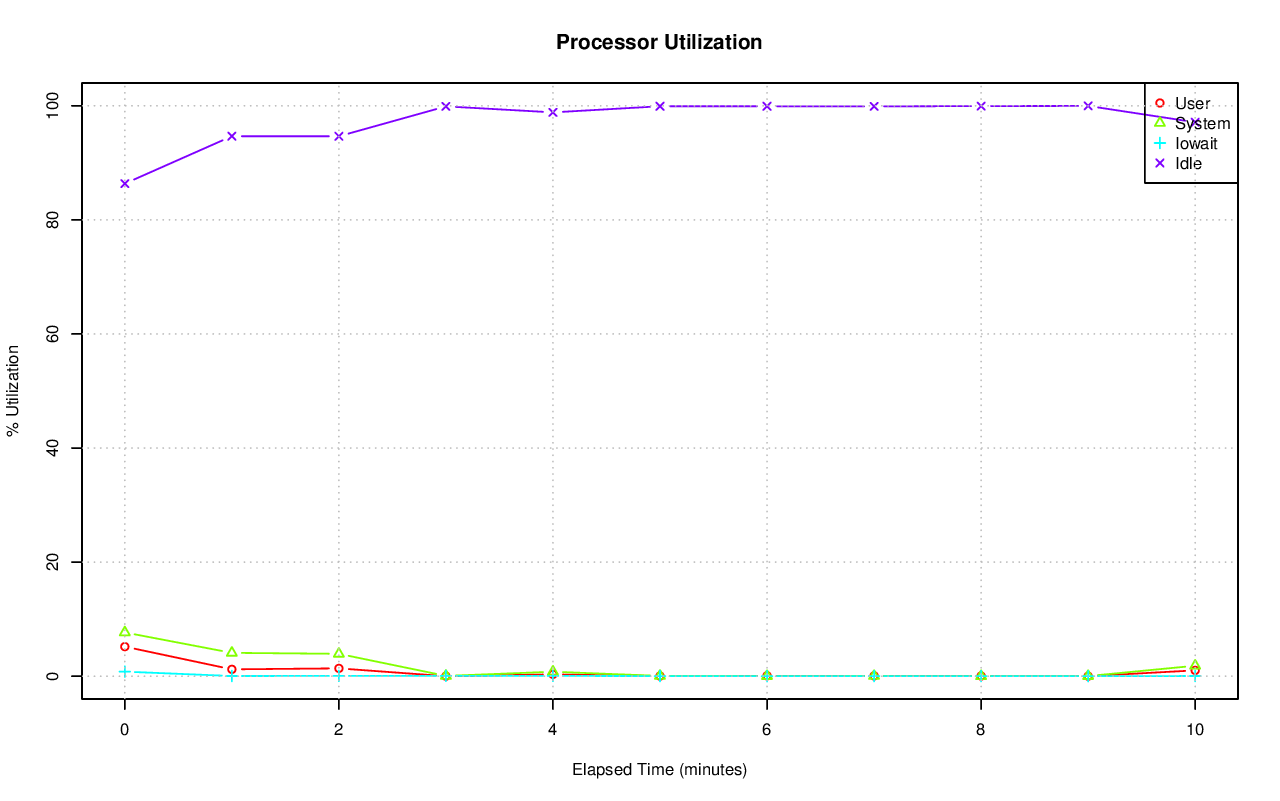 Processor Utilization
% Utilization
100
80
60
40
20
0
User
System
Iowait
Idle
0 2 4 6 8 10
Elapsed Time (minutes)